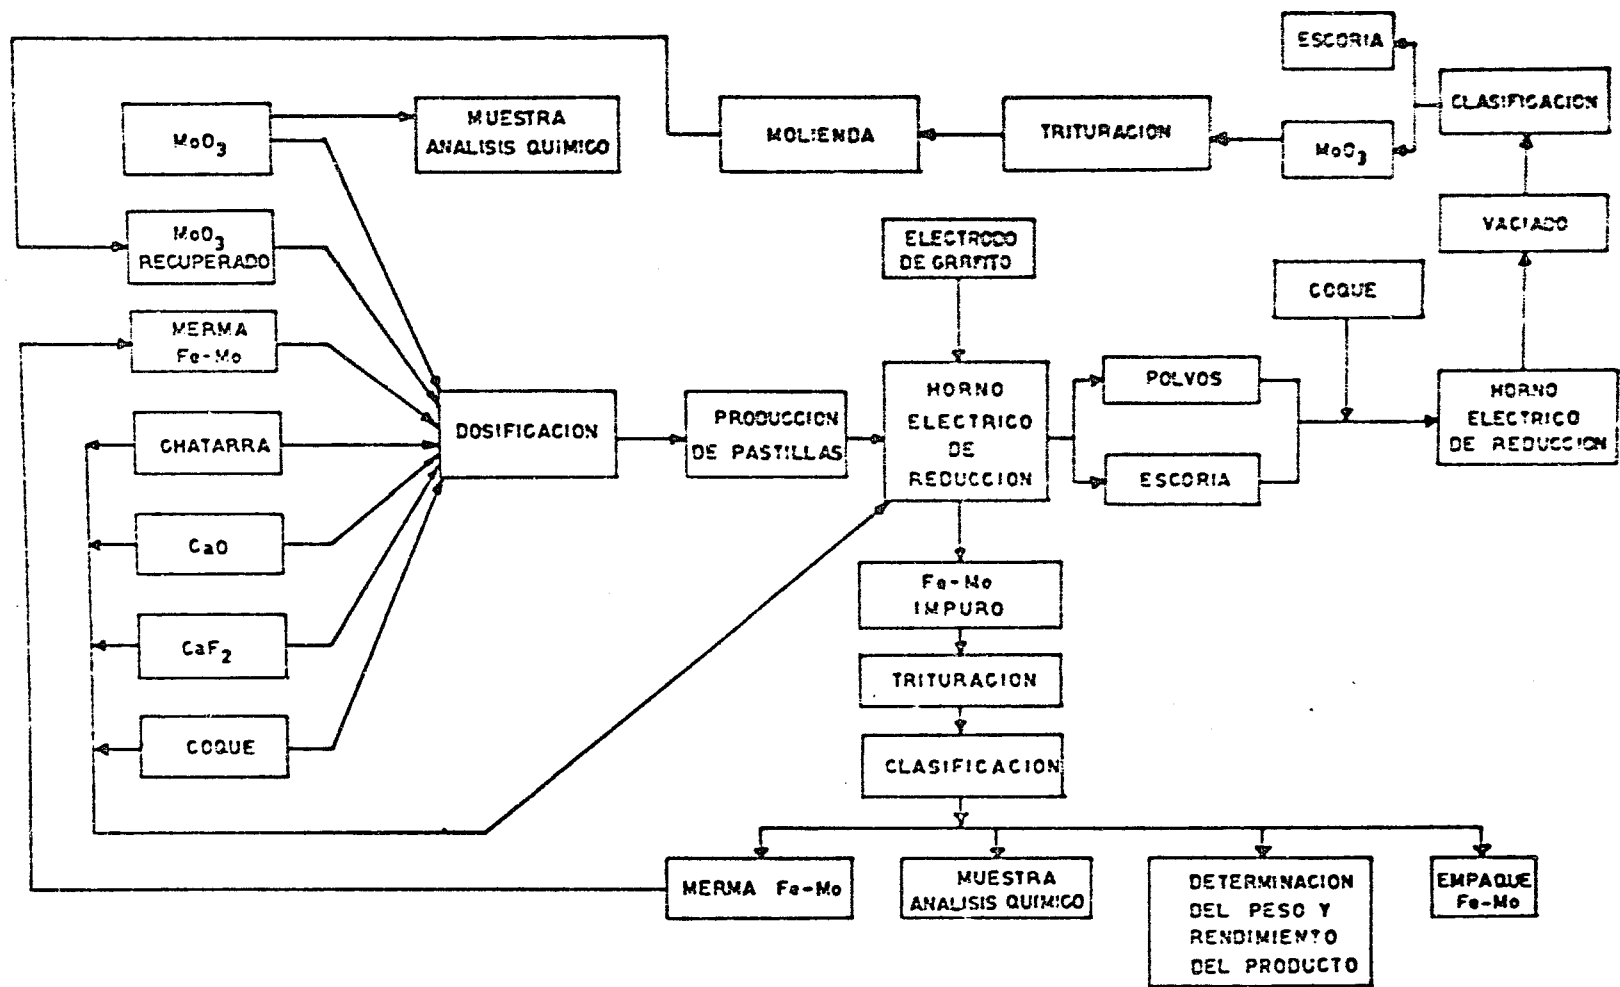 ESCORIA
CLASIFICACION
MoO3
MUESTRA
ANALISIS QUIMICO
MOLIENDA
TRITURACION
MoO3
VACIADO
MoO3
RECUPERADO
ELECTRODO
DE GRAFITO
COQUE
MERMA
Fe-Mo
CHATARRA
CaO
CaF2
COQUE
DOSIFICACION
PRODUCCION
DE PASTILLAS
HORNO
ELECTRICO
DE
REDUCCION
POLVOS
ESCORIA
HORNO
ELECTRICO
DE REDUCCION
Fe-Mo
IMPURO
TRITURACION
CLASIFICACION
MERMA Fe-Mo
MUESTRA
ANALISIS QUIMICO
DETERMINACION
DEL PESO Y
RENDIMIENTO
DEL PRODUCTO
EMPAQUE
Fe-Mo